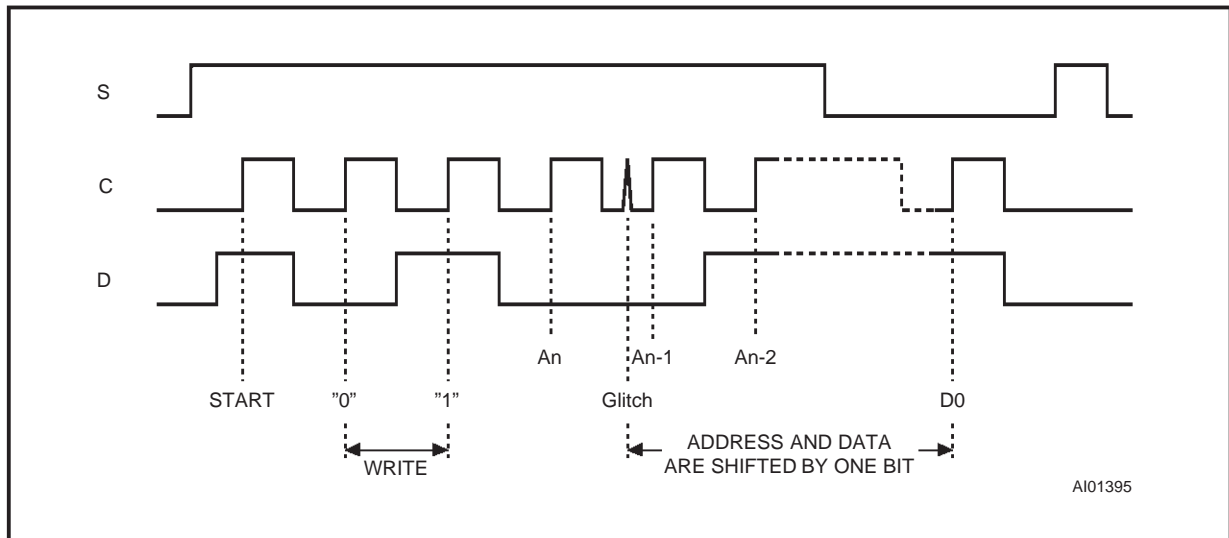 S
C
D
An
An-1
An-2
START
”0”
”1”
Glitch
D0
WRITE
ADDRESS AND DATA
ARE SHIFTED BY ONE BIT
AI01395